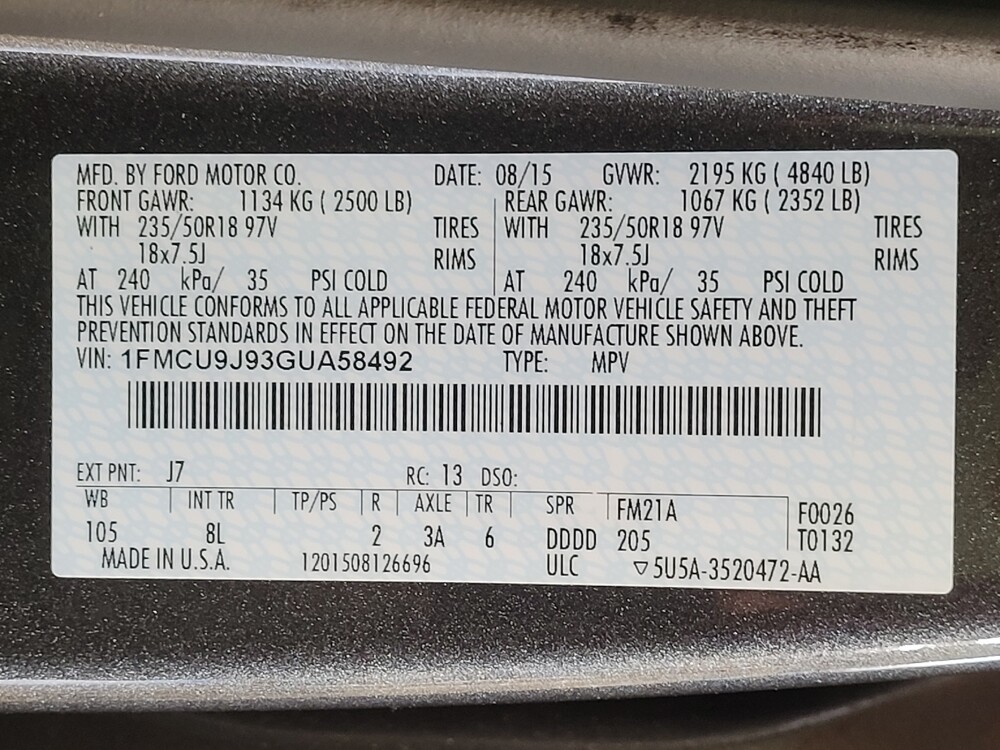 MFD. BY FORD MOTOR CO. DATE: 08/15 GVWR: 2195 KG ( 4840 LB)
FRONT GAWR: 1134 KG ( 2500 LB) REAR GAWR: 1067 KG ( 2352 LB)
WITH 235/50R18 97V TIRES WITH 235/50R18 97V TIRES
18x7.5J RIMS 18x7.5J RIMS
AT 240 kPa/ 35 PSI COLD AT 240 kPa/ 35 PSI COLD
THIS VEHICLE CONFORMS TO ALL APPLICABLE FEDERAL MOTOR VEHICLE SAFETY AND THEFT
PREVENTION STANDARDS IN EFFECT ON THE DATE OF MANUFACTURE SHOWN ABOVE.
VIN: 1FMCU9J93GUA58492 TYPE: MPV
EXT PNT: J7 RC: 13 DSO:
WB INT TR TP/PS R AXLE TR SPR FM21A F0026
105 8L 2 3A 6 DDDD 205 T0132
MADE IN U.S.A. 1201508126696 ULC ▽5U5A-3520472-AA